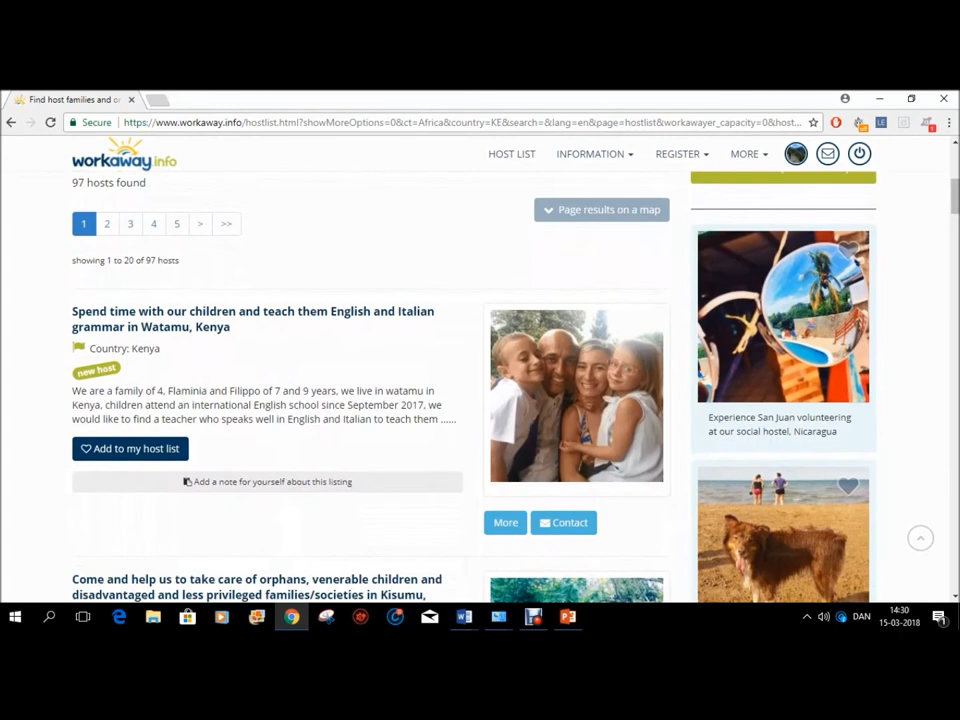 Find host families and or
Secure
https://www.workaway.info/hostlist.html?showMoreOptions=0&ct=Africa&country=KE&search=&lang=en&page=hostlist&workawayer_capacity=0&host...
workaway.info
HOST LIST
INFORMATION
REGISTER
MORE
97 hosts found
1 2 3 4 5 > >>
Page results on a map
showing 1 to 20 of 97 hosts
Spend time with our children and teach them English and Italian
grammar in Watamu, Kenya
Country: Kenya
new host
We are a family of 4, Flaminia and Filippo of 7 and 9 years, we live in watamu in
Kenya, children attend an international English school since September 2017, we
would like to find a teacher who speaks well in English and Italian to teach them ......
Add to my host list
Add a note for yourself about this listing
More
Contact
Experience San Juan volunteering
at our social hostel, Nicaragua
Come and help us to take care of orphans, venerable children and
disadvantaged and less privileged families/societies in Kisumu,
DAN
14:30
15-03-2018